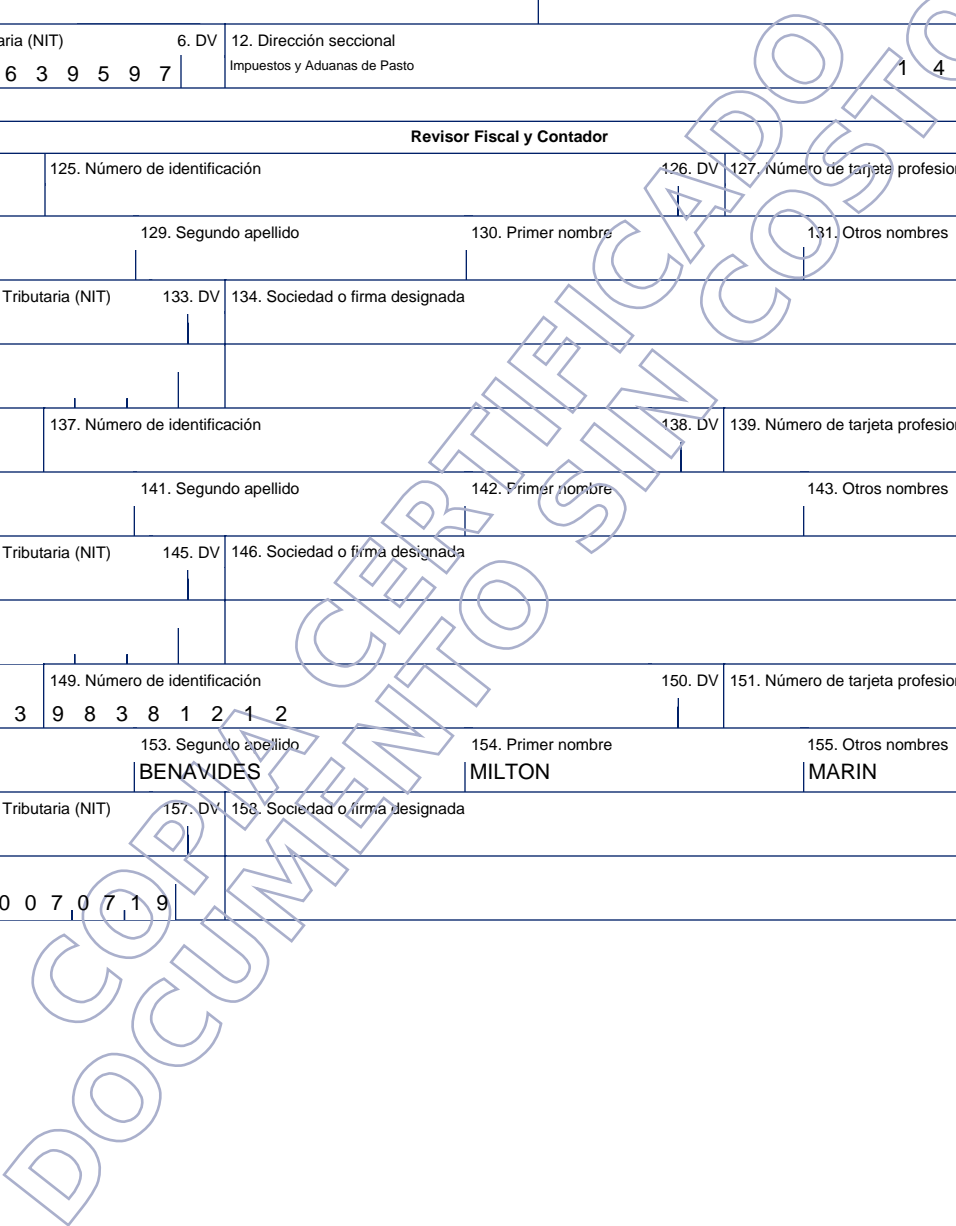 aria (NIT) 6. DV 12. Dirección seccional
6 3 9 5 9 7 Impuestos y Aduanas de Pasto 1 4
Revisor Fiscal y Contador
125. Número de identificación 126. DV 127. Número de tarjeta profesion
129. Segundo apellido 130. Primer nombre 131. Otros nombres
Tributaria (NIT) 133. DV 134. Sociedad o firma designada
137. Número de identificación 138. DV 139. Número de tarjeta profesion
141. Segundo apellido 142. Primer nombre 143. Otros nombres
Tributaria (NIT) 145. DV 146. Sociedad o firma designada
149. Número de identificación 150. DV 151. Número de tarjeta profesion
3 9 8 3 8 1 2 1 2
153. Segundo apellido 154. Primer nombre 155. Otros nombres
BENAVIDES MILTON MARIN
Tributaria (NIT) 157. DV 158. Sociedad o firma designada
0 0 7 0 7 1 9
COPIA CERTIFICADO
DOCUMENTO SIN COSTO